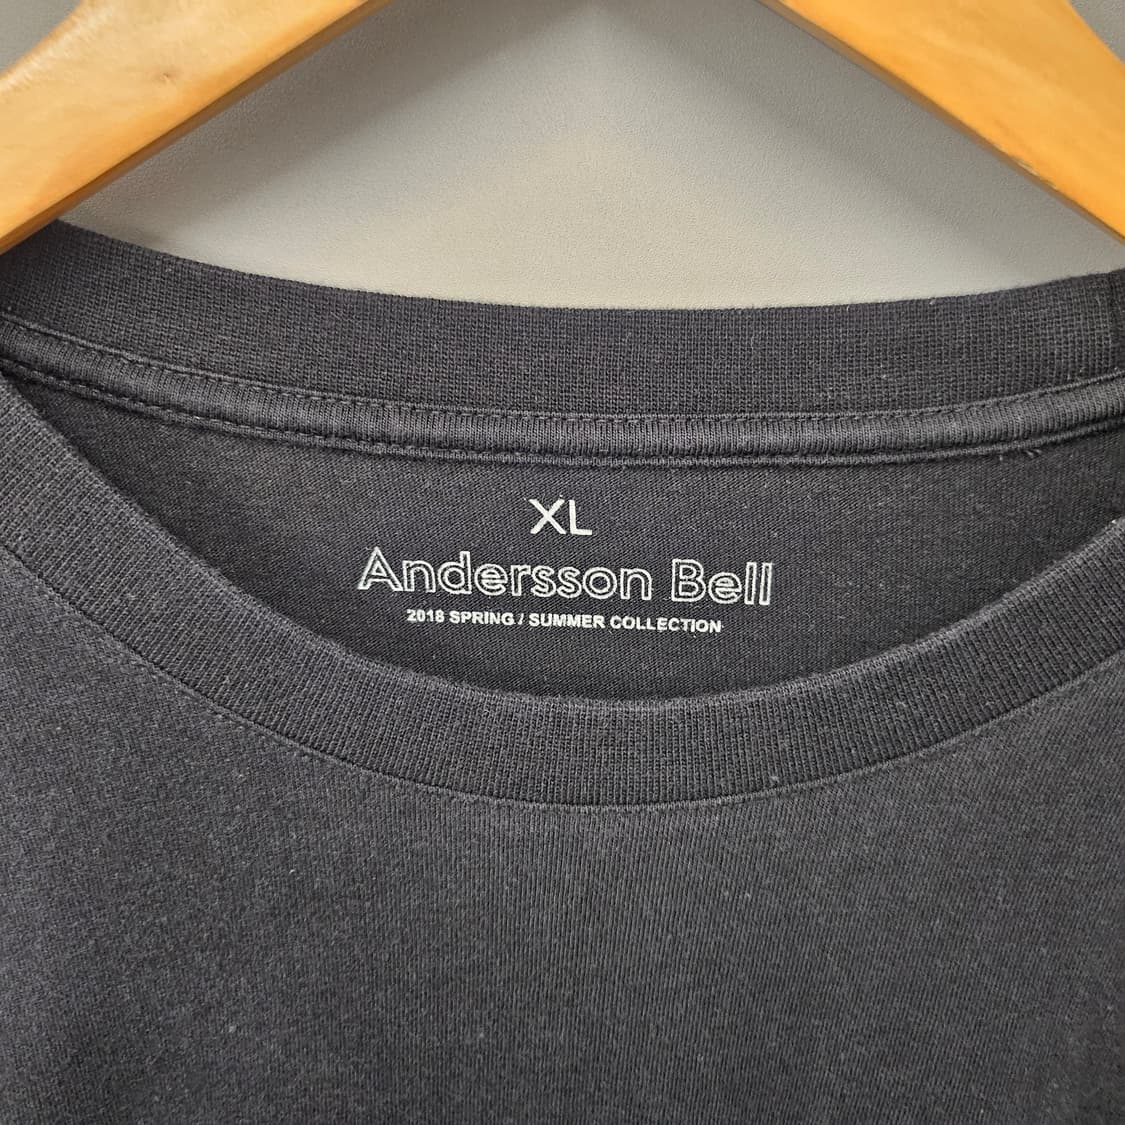 XL
Andersson Bell
2018 SPRING / SUMMER COLLECTION